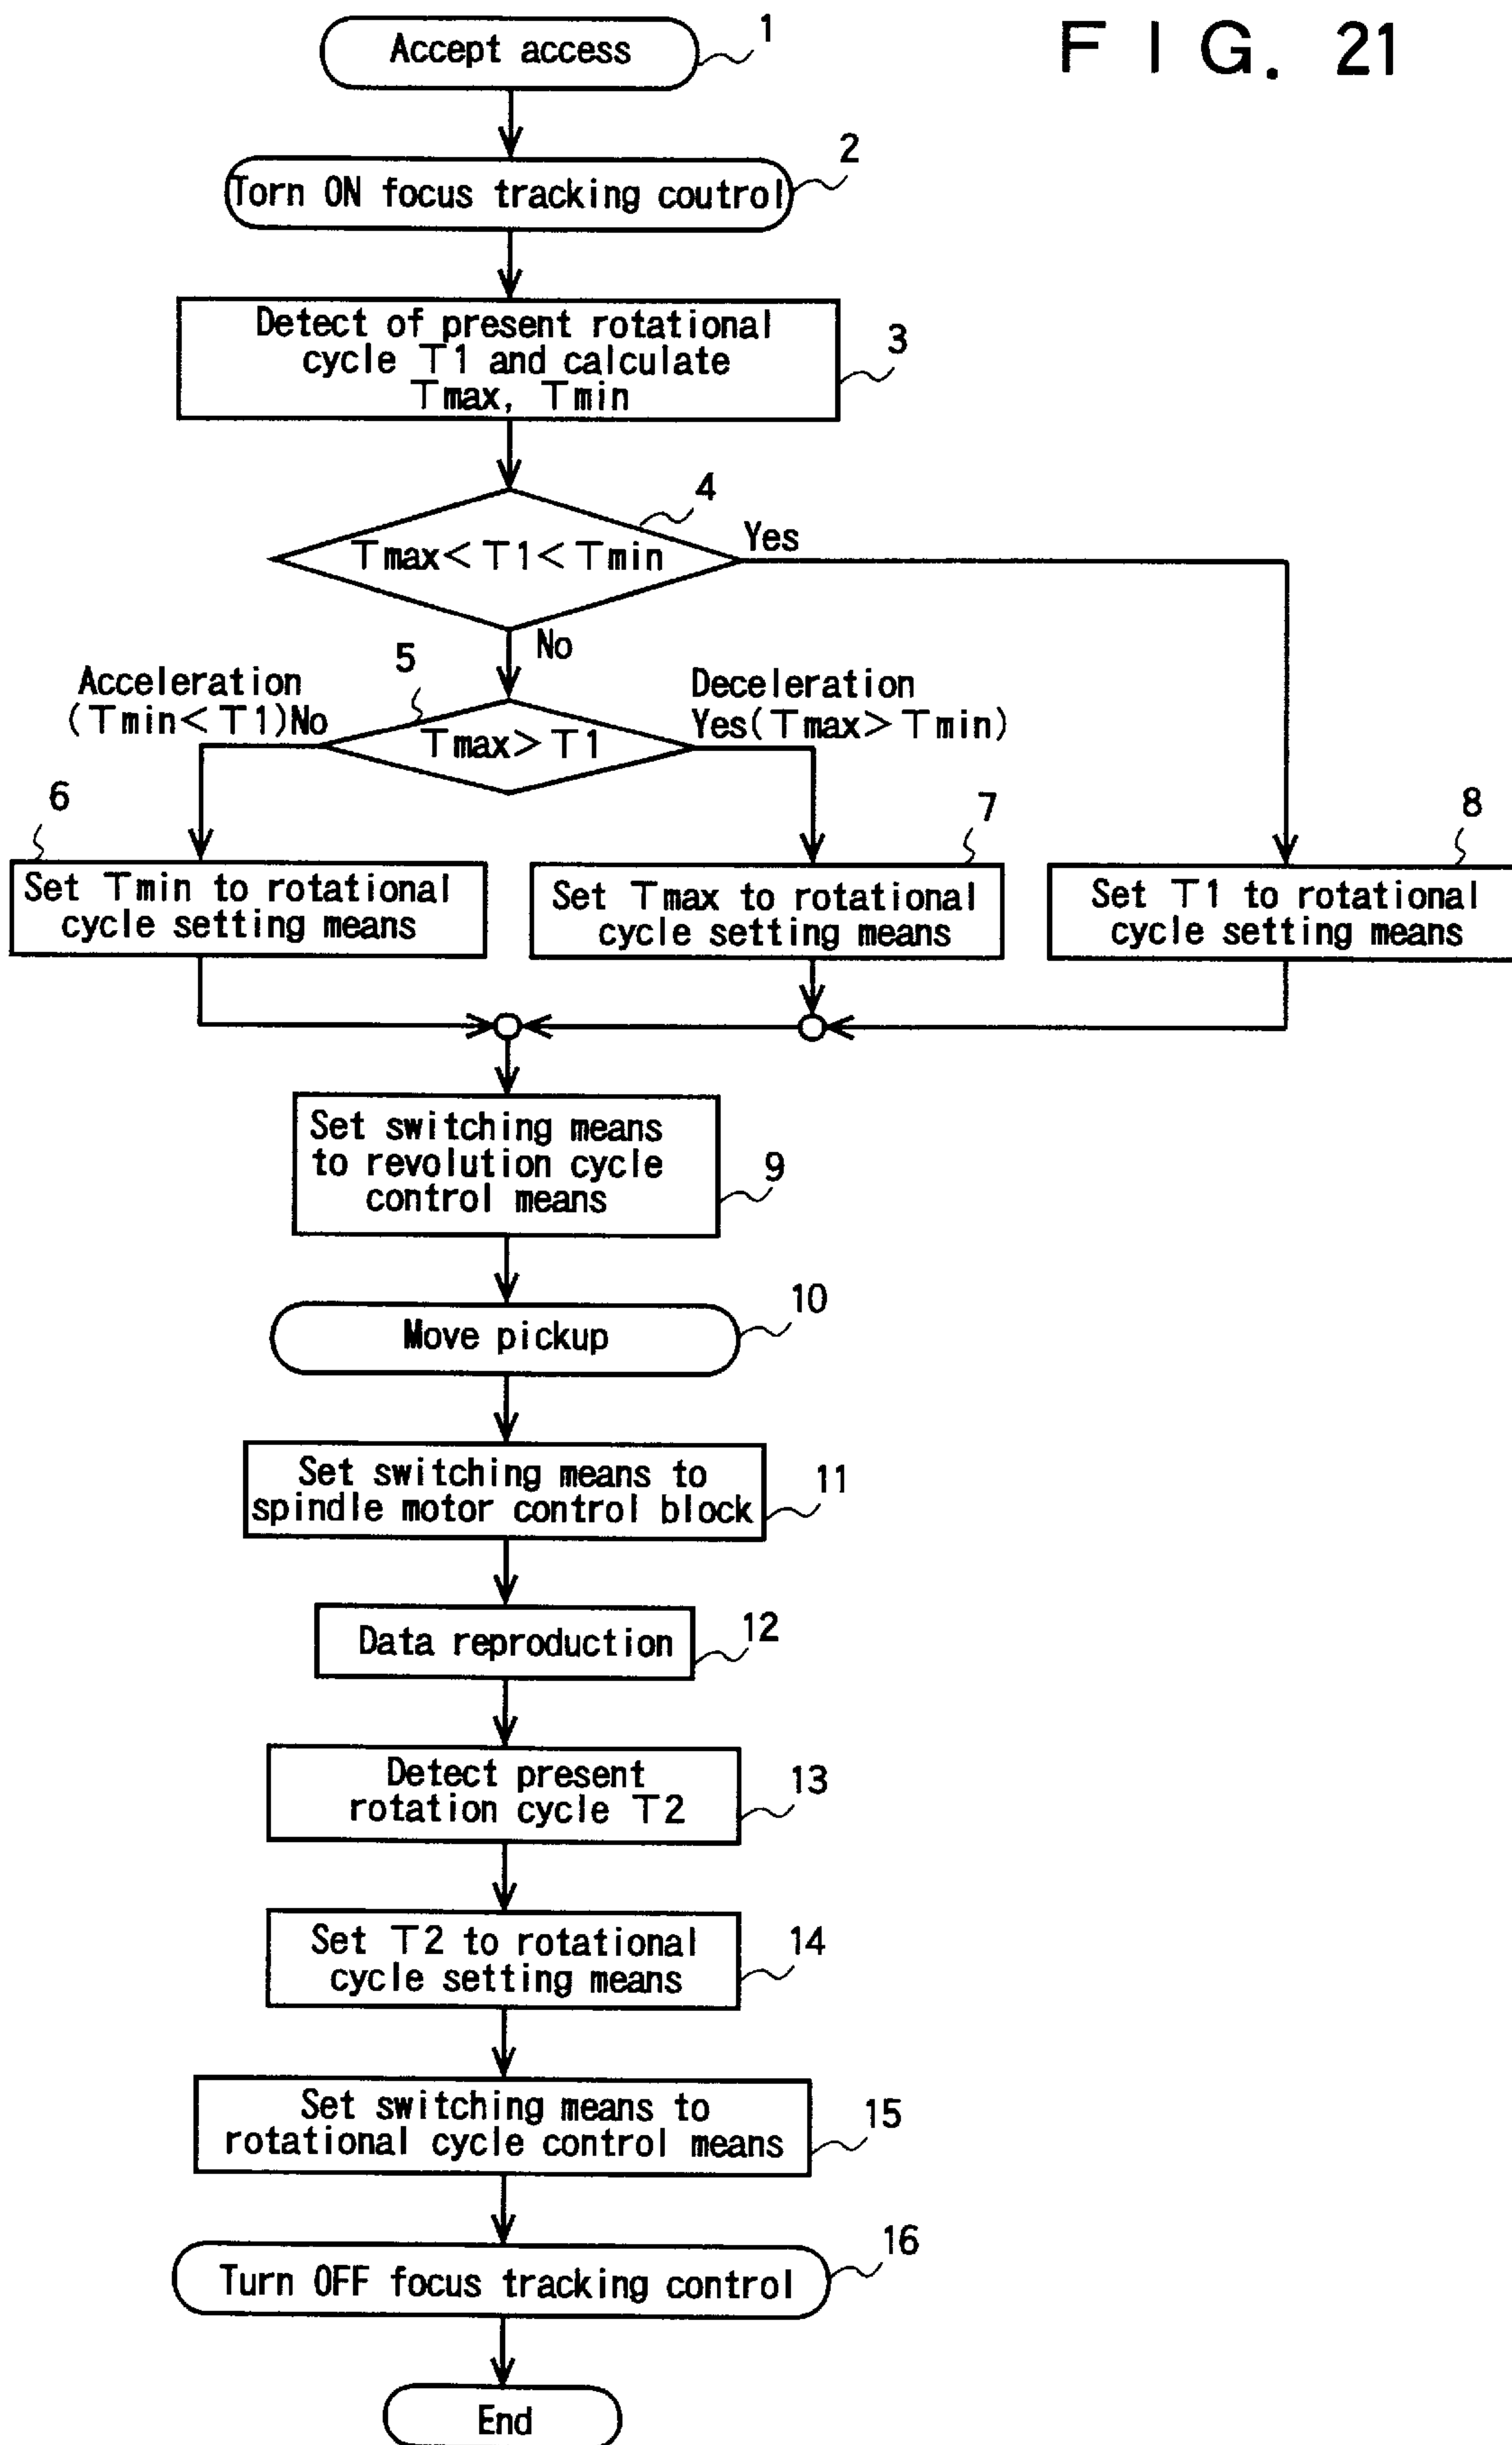 FIG. 21
Accept access
1
Torn ON focus tracking coutrol
2
Detect of present rotational
cycle T1 and calculate
Tmax, Tmin
3
4
Tmax<T1<Tmin
Yes
No
5
Acceleration
(Tmin<T1)No
Tmax>T1
Deceleration
Yes(Tmax>Tmin)
6
Set Tmin to rotational
cycle setting means
7
Set Tmax to rotational
cycle setting means
8
Set T1 to rotational
cycle setting means
Set switching means
to revolution cycle
control means
9
Move pickup
10
Set switching means to
spindle motor control block
11
Data reproduction
12
Detect present
rotation cycle T2
13
Set T2 to rotational
cycle setting means
14
Set switching means to
rotational cycle control means
15
Turn OFF focus tracking control
16
End